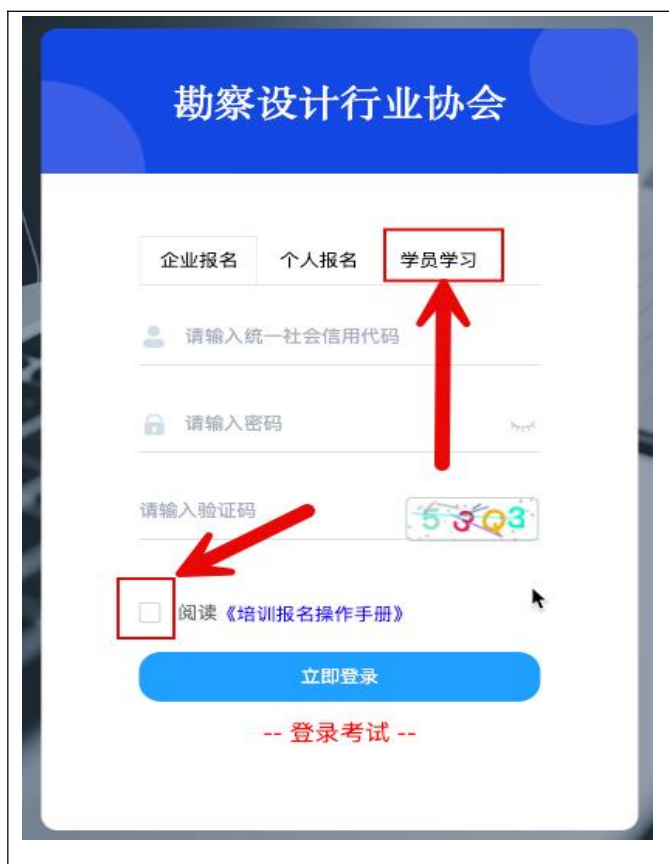 勘察设计行业协会
企业报名 个人报名 学员学习
请输入统一社会信用代码
请输入密码
请输入验证码 53Q3
阅读《培训报名操作手册》
立即登录
-- 登录考试 --